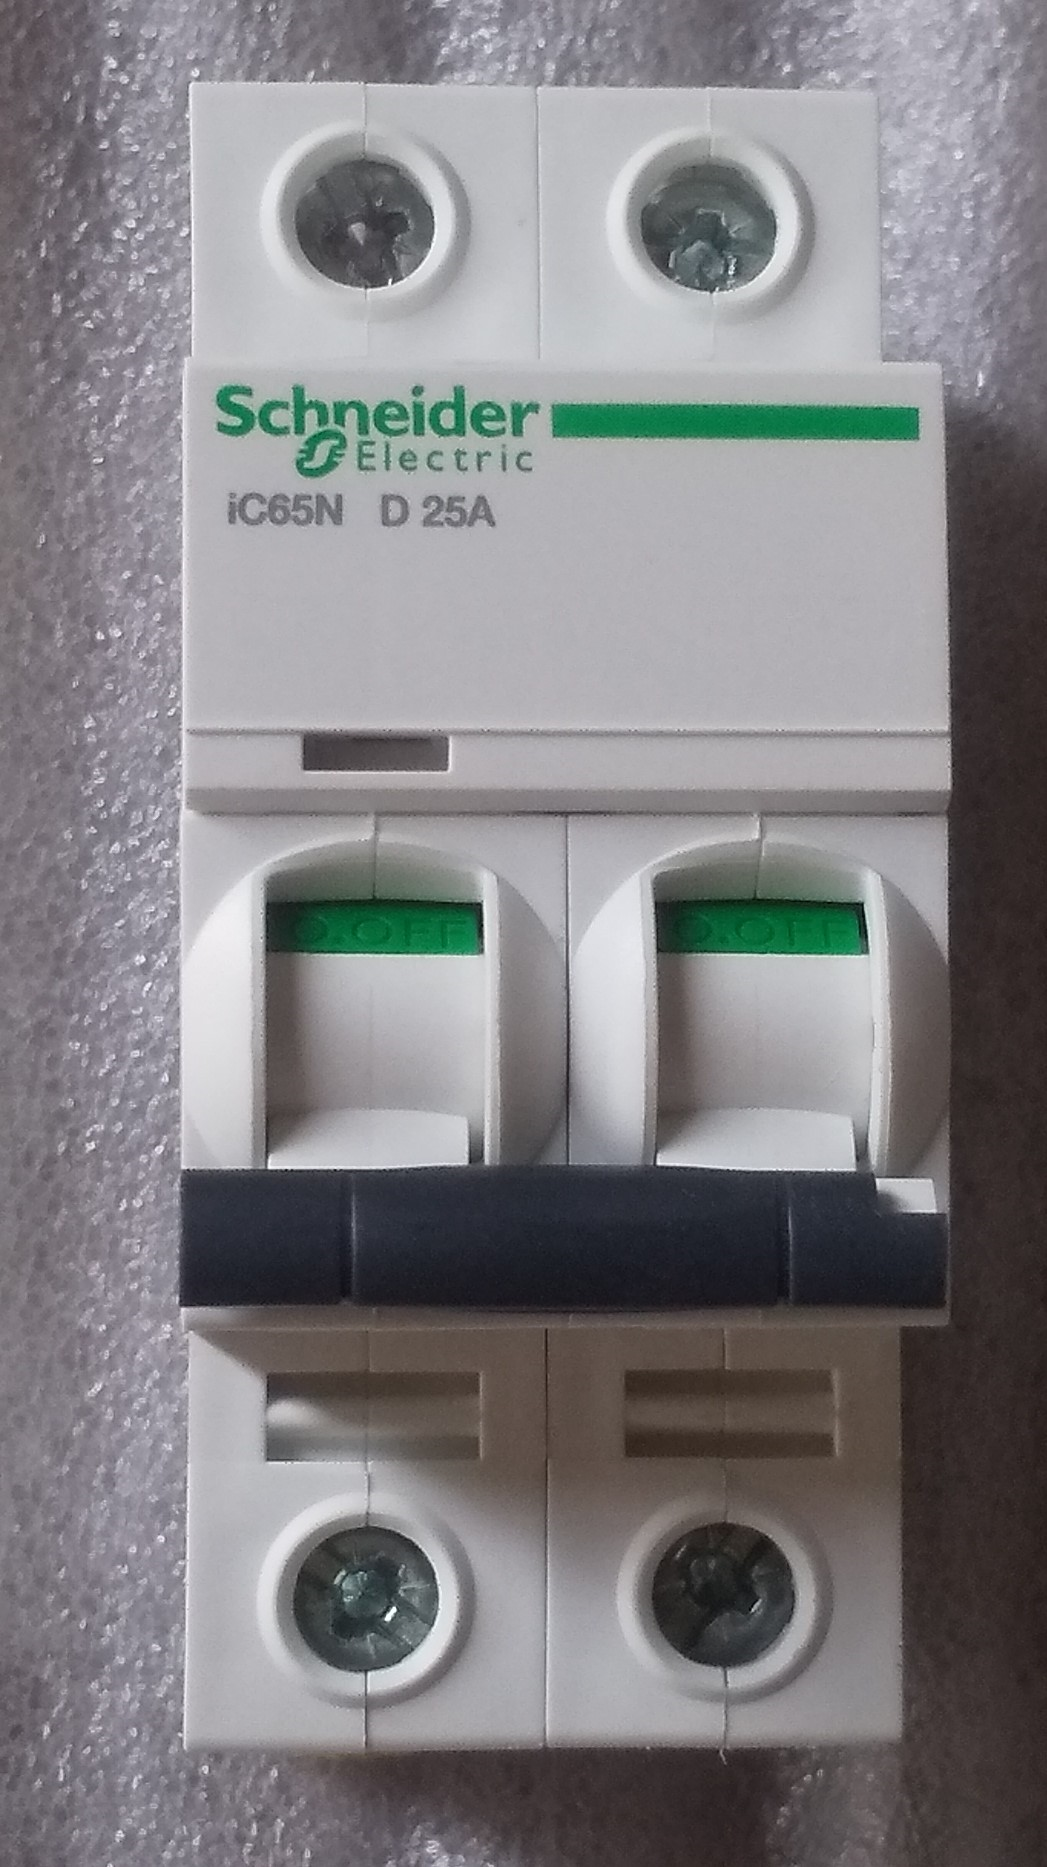 Schneider
Electric
iC65N D 25A
O.OFF O.OFF